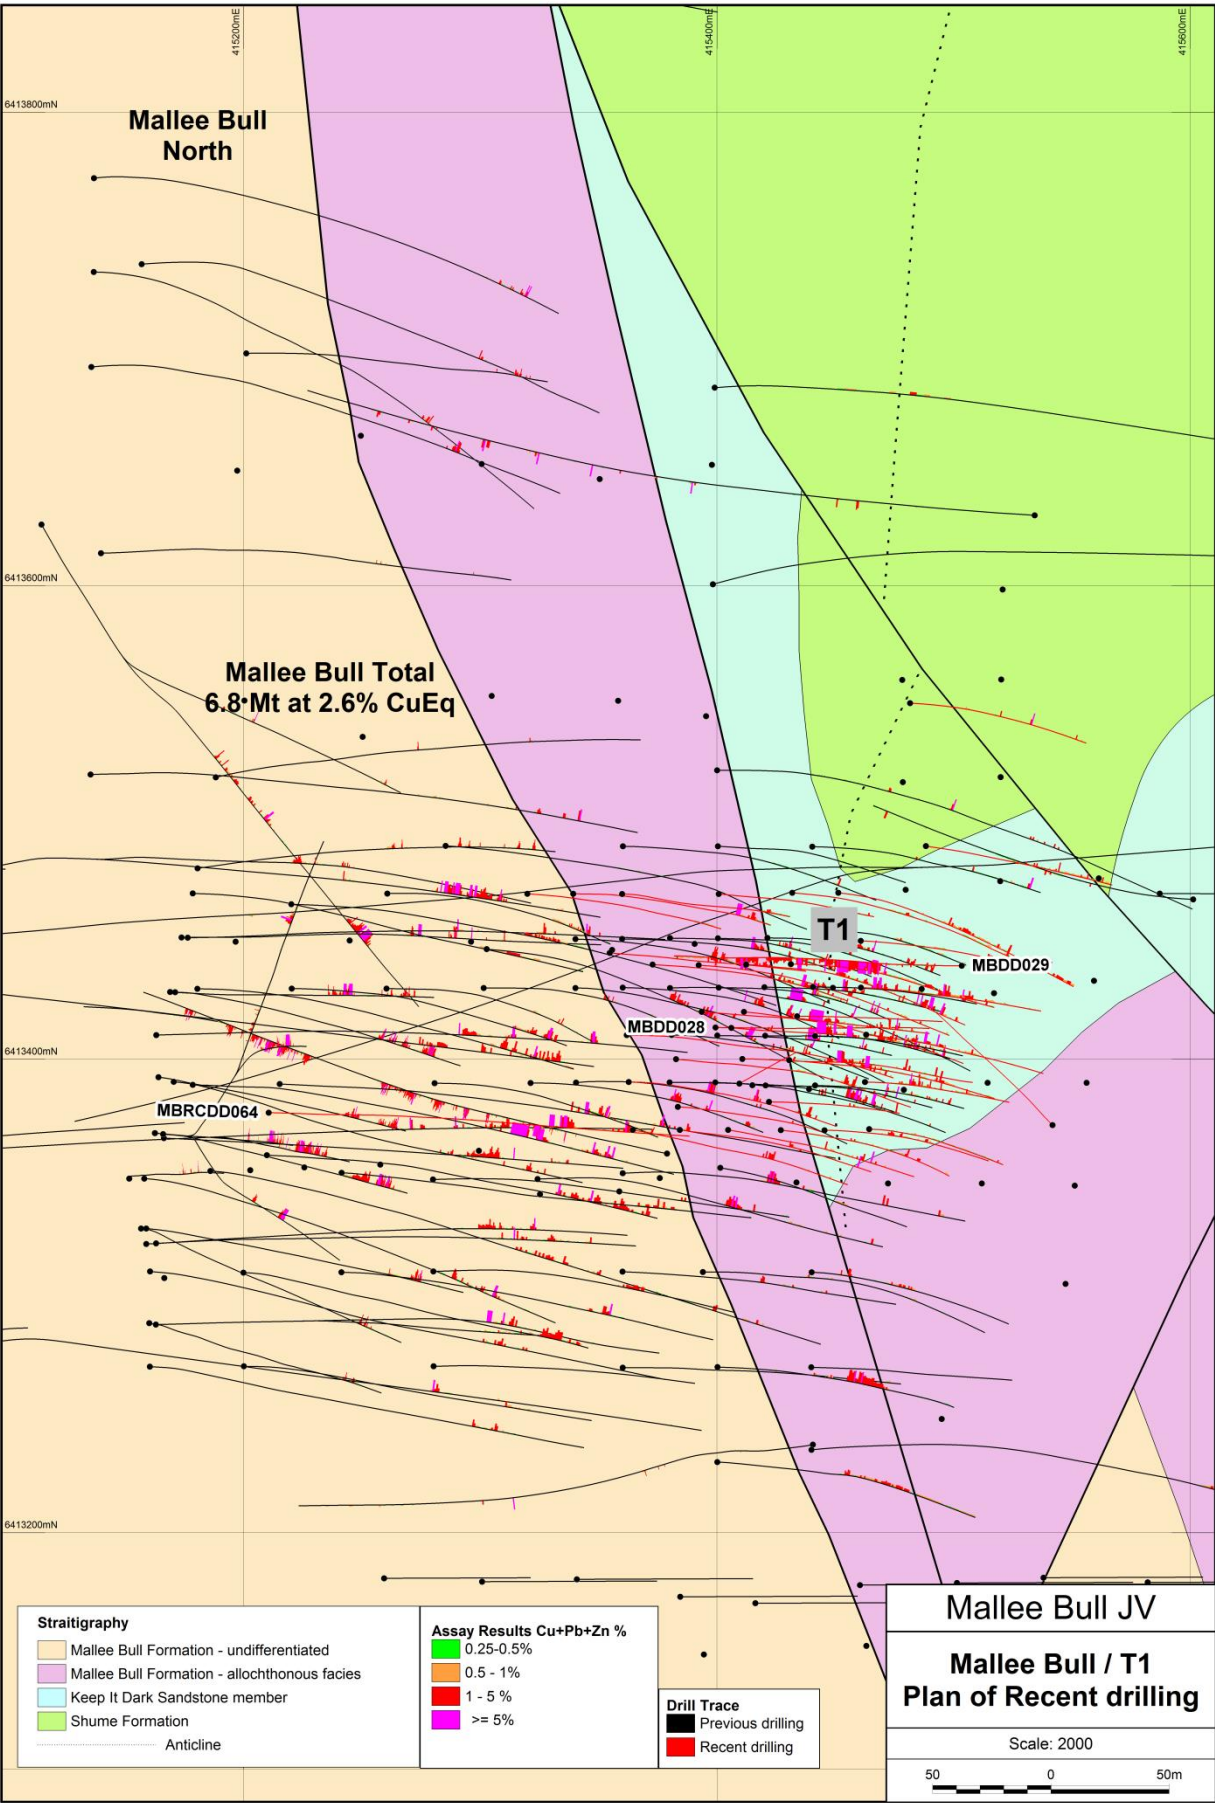 415200mE
415400mE
415600mE
6413800mN
Mallee Bull
North
6413600mN
Mallee Bull Total
6.8 Mt at 2.6% CuEq
T1
MBDD029
MBDD028
6413400mN
MBRCDD064
6413200mN
Straitigraphy
Mallee Bull Formation - undifferentiated
Mallee Bull Formation - allochthonous facies
Keep It Dark Sandstone member
Shume Formation
Anticline
Assay Results Cu+Pb+Zn %
0.25-0.5%
0.5 - 1%
1 - 5 %
>= 5%
Drill Trace
Previous drilling
Recent drilling
Mallee Bull JV
Mallee Bull / T1
Plan of Recent drilling
Scale: 2000
50 0 50m